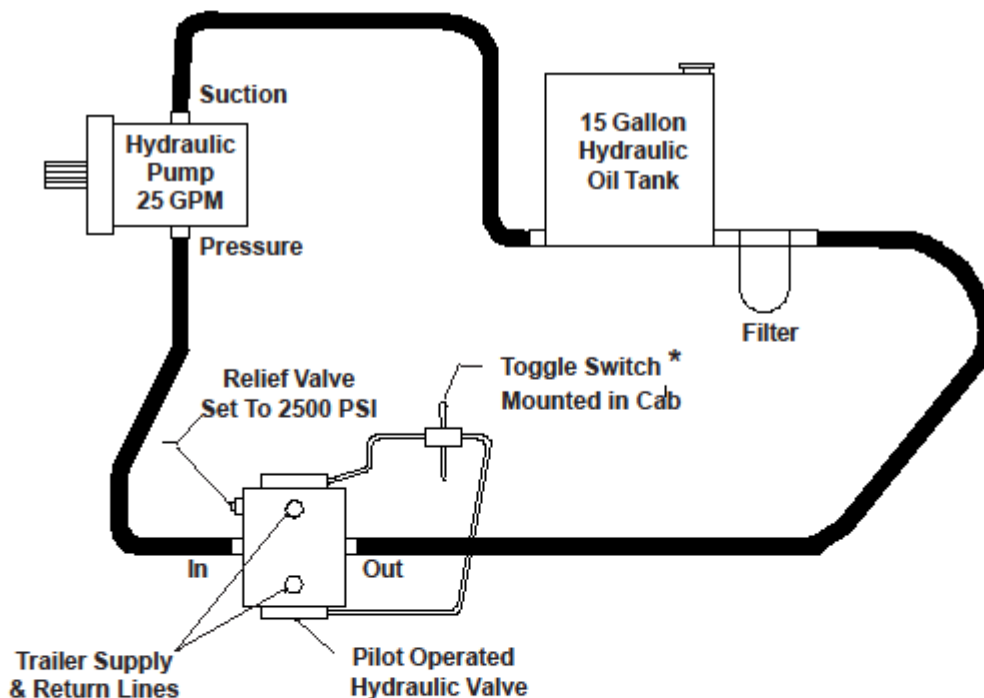 Suction
Hydraulic
Pump
25 GPM
Pressure
15 Gallon
Hydraulic
Oil Tank
Filter
Relief Valve
Set To 2500 PSI
Toggle Switch *
Mounted in Cab
In
Out
Trailer Supply
& Return Lines
Pilot Operated
Hydraulic Valve